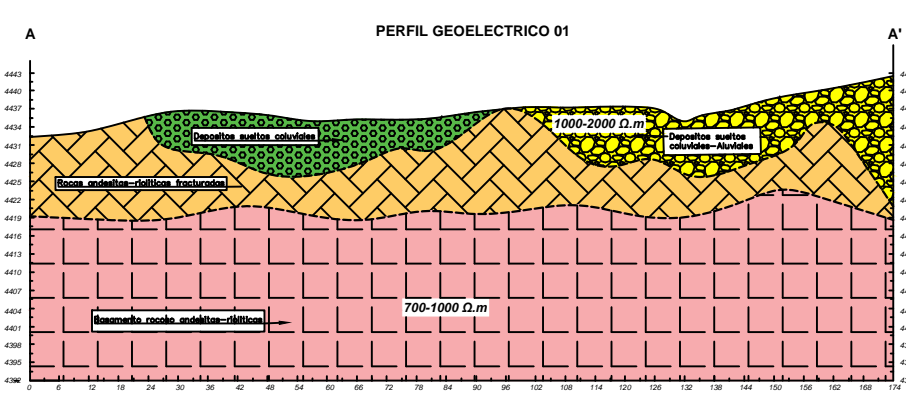 PERFIL GEOELECTRICO 01
A
A'
4443
4440
4437
4434
4431
4428
4425
4422
4419
4416
4413
4410
4407
4404
4401
4398
4395
4392
Depositos sueltos coluviales
1000-2000 Ω.m
Depositos sueltos
coluviales-Aluviales
Rocas andesitas-rioliticas fracturadas
700-1000 Ω.m
Basamento rocoso andesitas-rioliticas
0 6 12 18 24 30 36 42 48 54 60 66 72 78 84 90 96 102 108 114 120 126 132 138 144 150 156 162 168 174